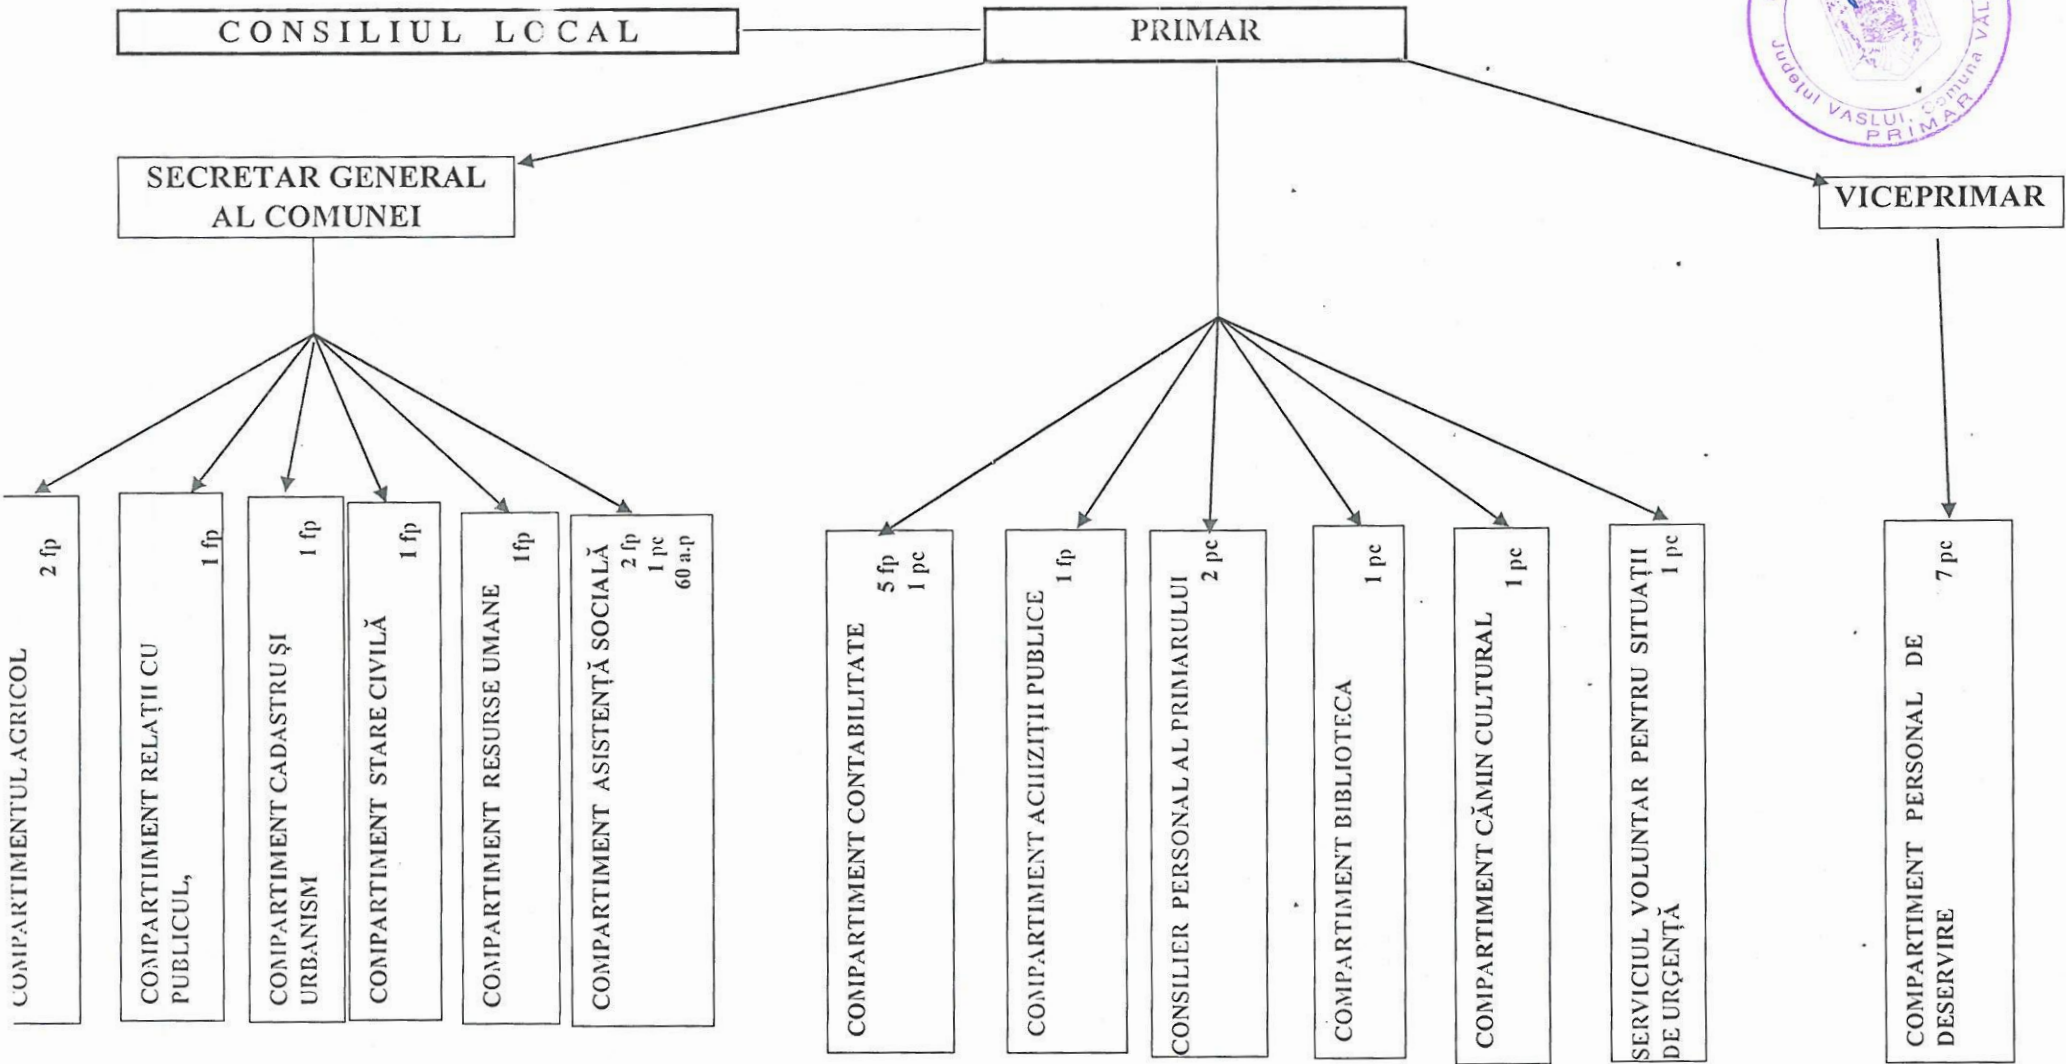 CONSILIUL LOCAL
PRIMAR
Județul VASLUI, Comuna
PRIMAR
SECRETAR GENERAL
AL COMUNEI
VICEPRIMAR
COMPARTIMENTUL AGRICOL
2 fp
COMPARTIMENT RELAȚII CU
PUBLICUL,
1 fp
COMPARTIMENT CADASTRU ȘI
URBANISM
1 fp
COMPARTIMENT STARE CIVILĂ
1 fp
COMPARTIMENT RESURSE UMANE
1fp
COMPARTIMENT ASISTENȚĂ SOCIALĂ
2 fp
1 pc
60 a.p
COMPARTIMENT CONTABILITATE
5 fp
1 pc
COMPARTIMENT ACHIZIȚII PUBLICE
1 fp
CONSILIER PERSONAL AL PRIMARULUI
2 pc
COMPARTIMENT BIBLIOTECA
1 pc
COMPARTIMENT CĂMIN CULTURAL
1 pc
SERVICIUL VOLUNTAR PENTRU SITUAȚII
DE URGENȚĂ
1 pc
COMPARTIMENT PERSONAL DE
DESERVIRE
7 pc